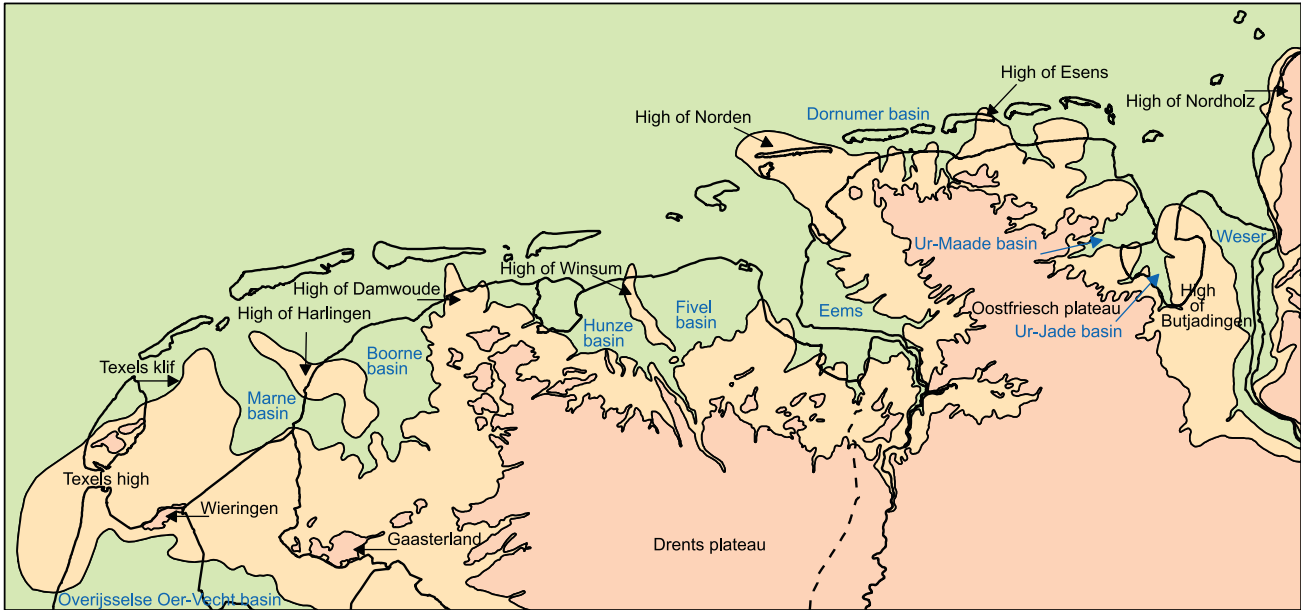 High of Esens
High of Nordholz
Dornumer basin
High of Norden
Ur-Maade basin
Weser
High of Winsum
High of Damwoude
High of Harlingen
Fivel
basin
Eems
Oostfriesch plateau
High
of
Butjadingen
Ur-Jade basin
Hunze
basin
Boorne
basin
Texels klif
Marne
basin
Texels high
Wieringen
Gaasterland
Drents plateau
Overijsselse Oer-Vecht basin